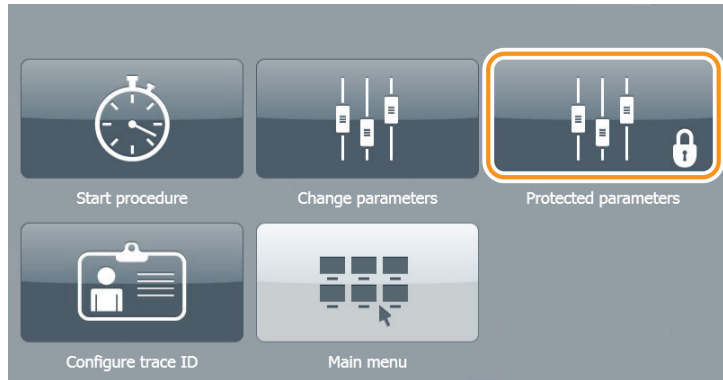 Start procedure
Change parameters
Protected parameters
Configure trace ID
Main menu